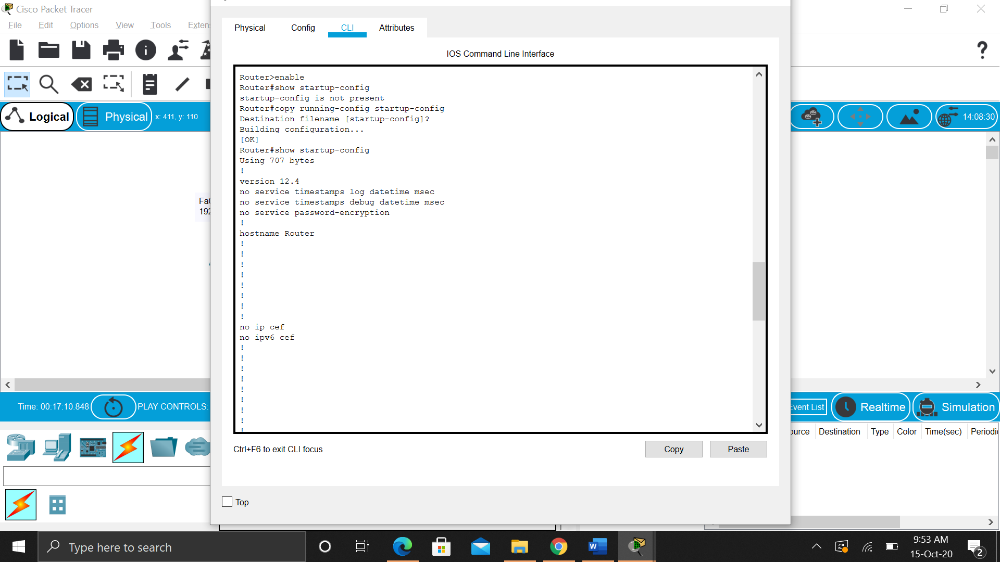 Cisco Packet Tracer
File Edit Options View Tools Exten
Logical Physical x: 411, y: 110
14:08:30
Fa0
192
Physical Config CLI Attributes
IOS Command Line Interface
Router>enable
Router#show startup-config
startup-config is not present
Router#copy running-config startup-config
Destination filename [startup-config]?
Building configuration...
[OK]
Router#show startup-config
Using 707 bytes
!
version 12.4
no service timestamps log datetime msec
no service timestamps debug datetime msec
no service password-encryption
!
hostname Router
!
!
!
!
!
!
!
!
no ip cef
no ipv6 cef
!
!
!
!
!
!
!
!
!
Ctrl+F6 to exit CLI focus
Copy Paste
Top
Time: 00:17:10.848 PLAY CONTROLS:
Event List Realtime Simulation
ource Destination Type Color Time(sec) Periodi
Type here to search
9:53 AM
15-Oct-20
2